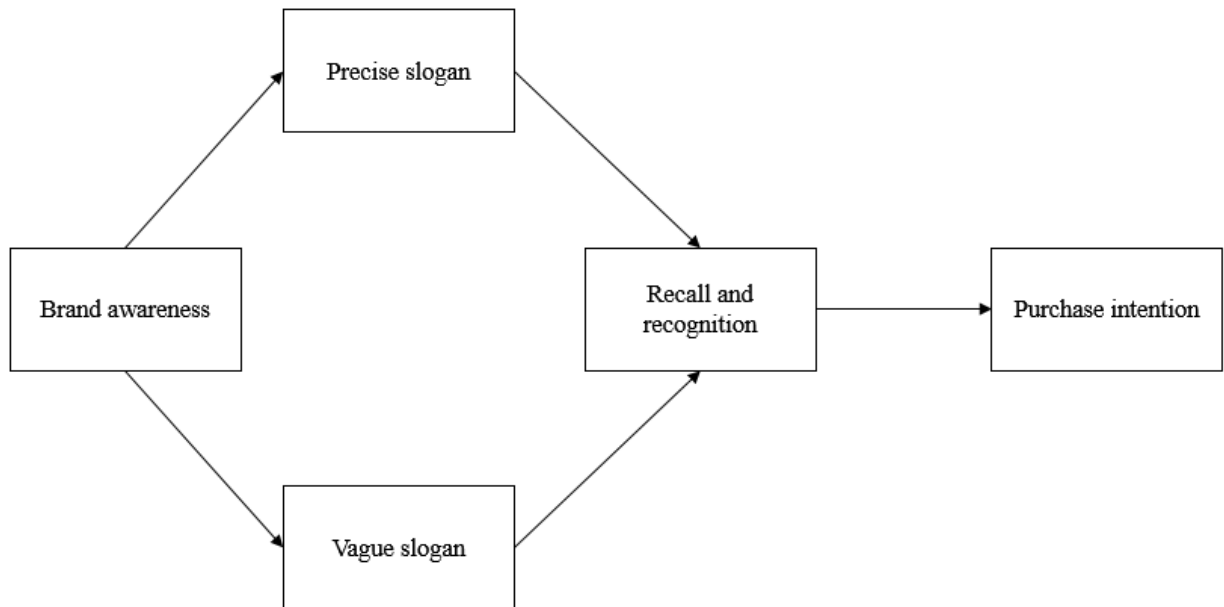 Precise slogan
Brand awareness
Recall and
recognition
Purchase intention
Vague slogan